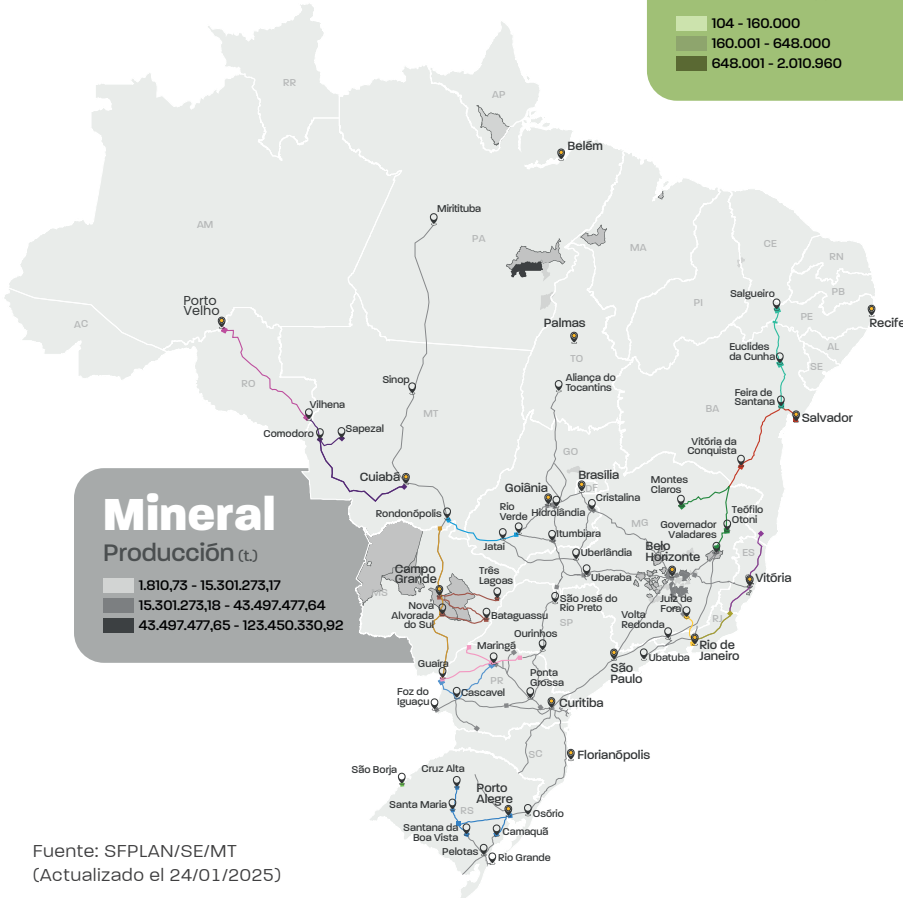 104 - 160.000
160.001 - 648.000
648.001 - 2.010.960
RR
AP
Belém
Miritituba
AM
PA
MA
CE
RN
PB
PI
Salgueiro
PE
Recife
Porto
Velho
AC
Palmas
Euclides
da Cunha
AL
SE
TO
RO
Sinop
Aliança do
Tocantins
MT
Feira de
Santana
BA
Salvador
Vilhena
Comodoro
Sapezal
Vitória da
Conquista
GO
Cuiabá
Goiânia
Brasilia
DF
Montes
Claros
Hidrolândia
Cristalina
Rondonópolis
Rio
Verde
MG
Teófilo
Otoni
Governador
Valadares
Jataí
Itumbiara
Uberlândia
Belo
Horizonte
ES
Mineral
Producción (t.)
1.810,73 - 15.301.273,17
15.301.273,18 - 43.497.477,64
43.497.477,65 - 123.450.330,92
MS
Campo
Grande
Três
Lagoas
Uberaba
Vitória
Nova
Alvorada
do Sul
Bataguassu
São José do
Rio Preto
Juiz de
Fora
Volta
Redonda
RJ
SP
Ourinhos
Maringá
Rio de
Janeiro
Guaira
São
Paulo
Ubatuba
PR
Ponta
Grossa
Foz do
Iguaçu
Cascavel
Curitiba
SC
Florianópolis
São Borja
Cruz Alta
Porto
Alegre
Santa Maria
RS
Osório
Santana da
Boa Vista
Camaquã
Pelotas
Rio Grande
Fuente: SFPLAN/SE/MT
(Actualizado el 24/01/2025)